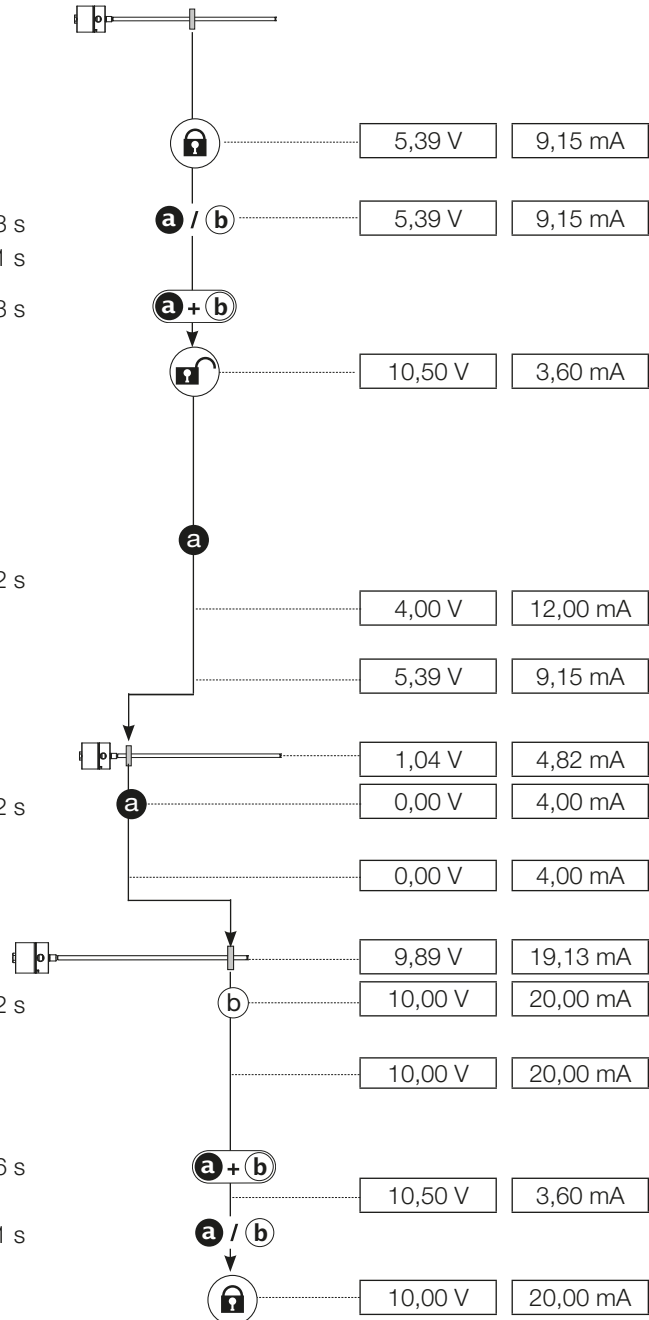 5,39 V 9,15 mA
3 s a / b 5,39 V 9,15 mA
1 s
3 s a + b
10,50 V 3,60 mA
a
2 s
4,00 V 12,00 mA
5,39 V 9,15 mA
1,04 V 4,82 mA
2 s a 0,00 V 4,00 mA
0,00 V 4,00 mA
9,89 V 19,13 mA
2 s b 10,00 V 20,00 mA
10,00 V 20,00 mA
6 s a + b
10,50 V 3,60 mA
1 s a / b
10,00 V 20,00 mA